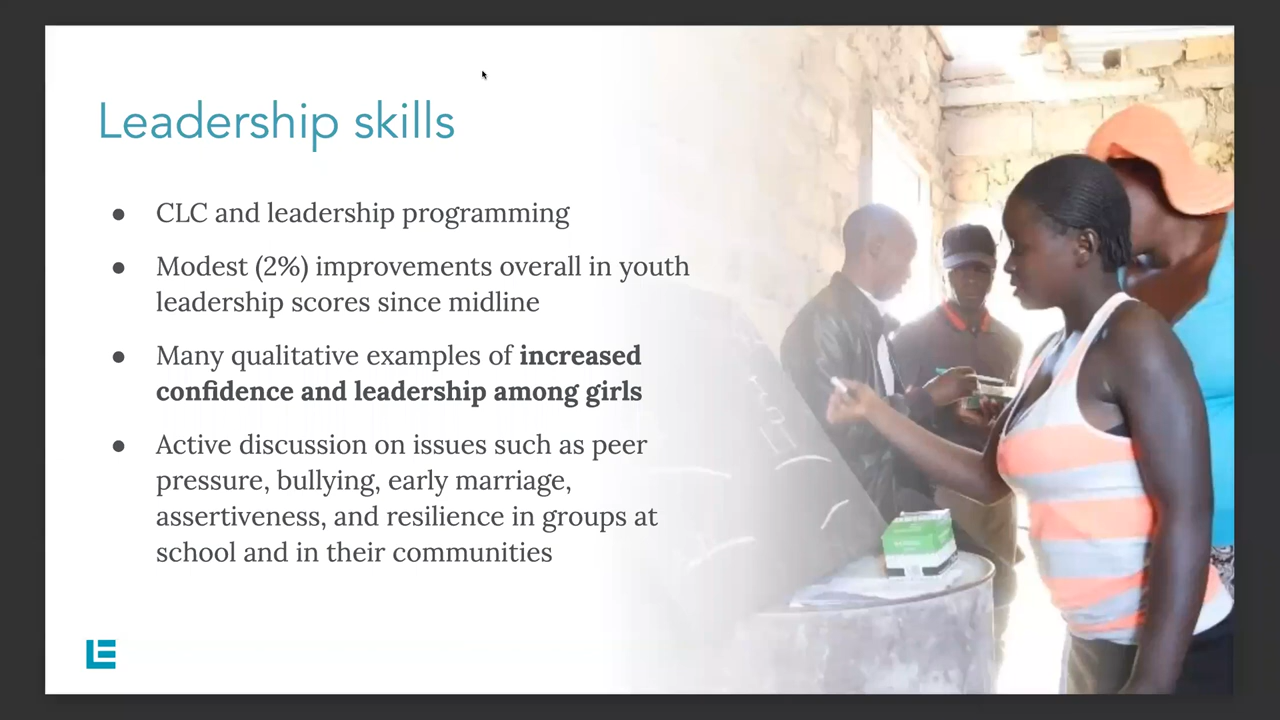 Leadership skills
● CLC and leadership programming
● Modest (2%) improvements overall in youth
leadership scores since midline
● Many qualitative examples of increased
confidence and leadership among girls
● Active discussion on issues such as peer
pressure, bullying, early marriage,
assertiveness, and resilience in groups at
school and in their communities
LE